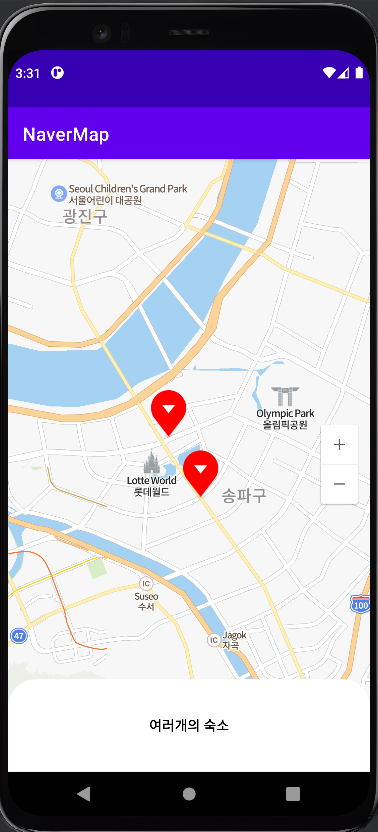 3:31
NaverMap
Seoul Children's Grand Park
서울어린이 대공원
광진구
Olympic Park
올림픽공원
Lotte World
롯데월드
송파구
IC
Suseo
수서
100
47
IC
Jagok
자곡
여러개의 숙소